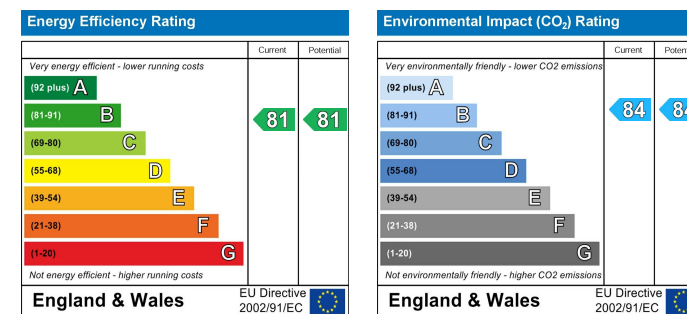 Energy Efficiency Rating
Current Potential
Very energy efficient - lower running costs
(92 plus) A
(81-91) B
81 81
(69-80) C
(55-68) D
(39-54) E
(21-38) F
(1-20) G
Not energy efficient - higher running costs
England & Wales
EU Directive
2002/91/EC
Environmental Impact (CO₂) Rating
Current Poten
Very environmentally friendly - lower CO2 emissions
(92 plus) A
84 84
(81-91) B
(69-80) C
(55-68) D
(39-54) E
(21-38) F
(1-20) G
Not environmentally friendly - higher CO2 emissions
England & Wales
EU Directive
2002/91/EC